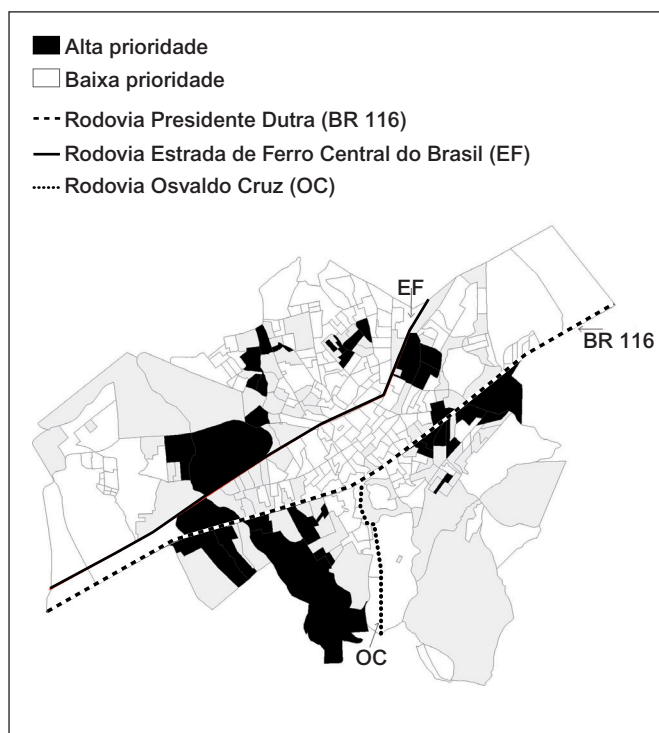 Alta prioridade
Baixa prioridade
Rodovia Presidente Dutra (BR 116)
Rodovia Estrada de Ferro Central do Brasil (EF)
Rodovia Osvaldo Cruz (OC)
EF
BR 116
OC